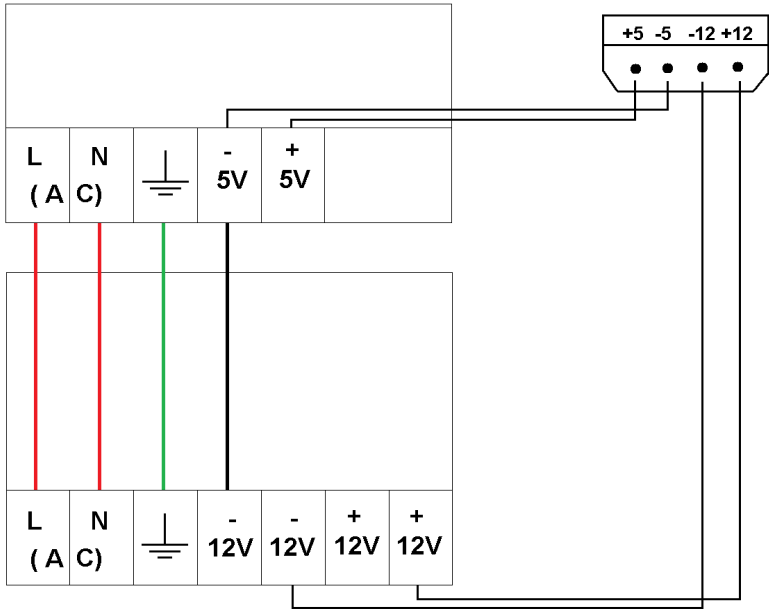 +5 -5 -12 +12
L N - +
( A C) 5V 5V
L N - - + +
( A C) 12V 12V 12V 12V